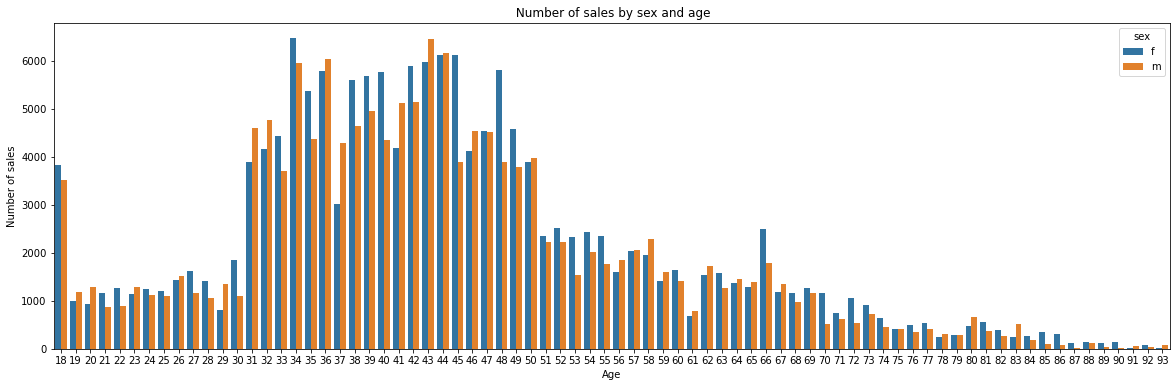 Number of sales by sex and age
sex
f
m
Number of sales
6000
5000
4000
3000
2000
1000
0
18 19 20 21 22 23 24 25 26 27 28 29 30 31 32 33 34 35 36 37 38 39 40 41 42 43 44 45 46 47 48 49 50 51 52 53 54 55 56 57 58 59 60 61 62 63 64 65 66 67 68 69 70 71 72 73 74 75 76 77 78 79 80 81 82 83 84 85 86 87 88 89 90 91 92 93
Age